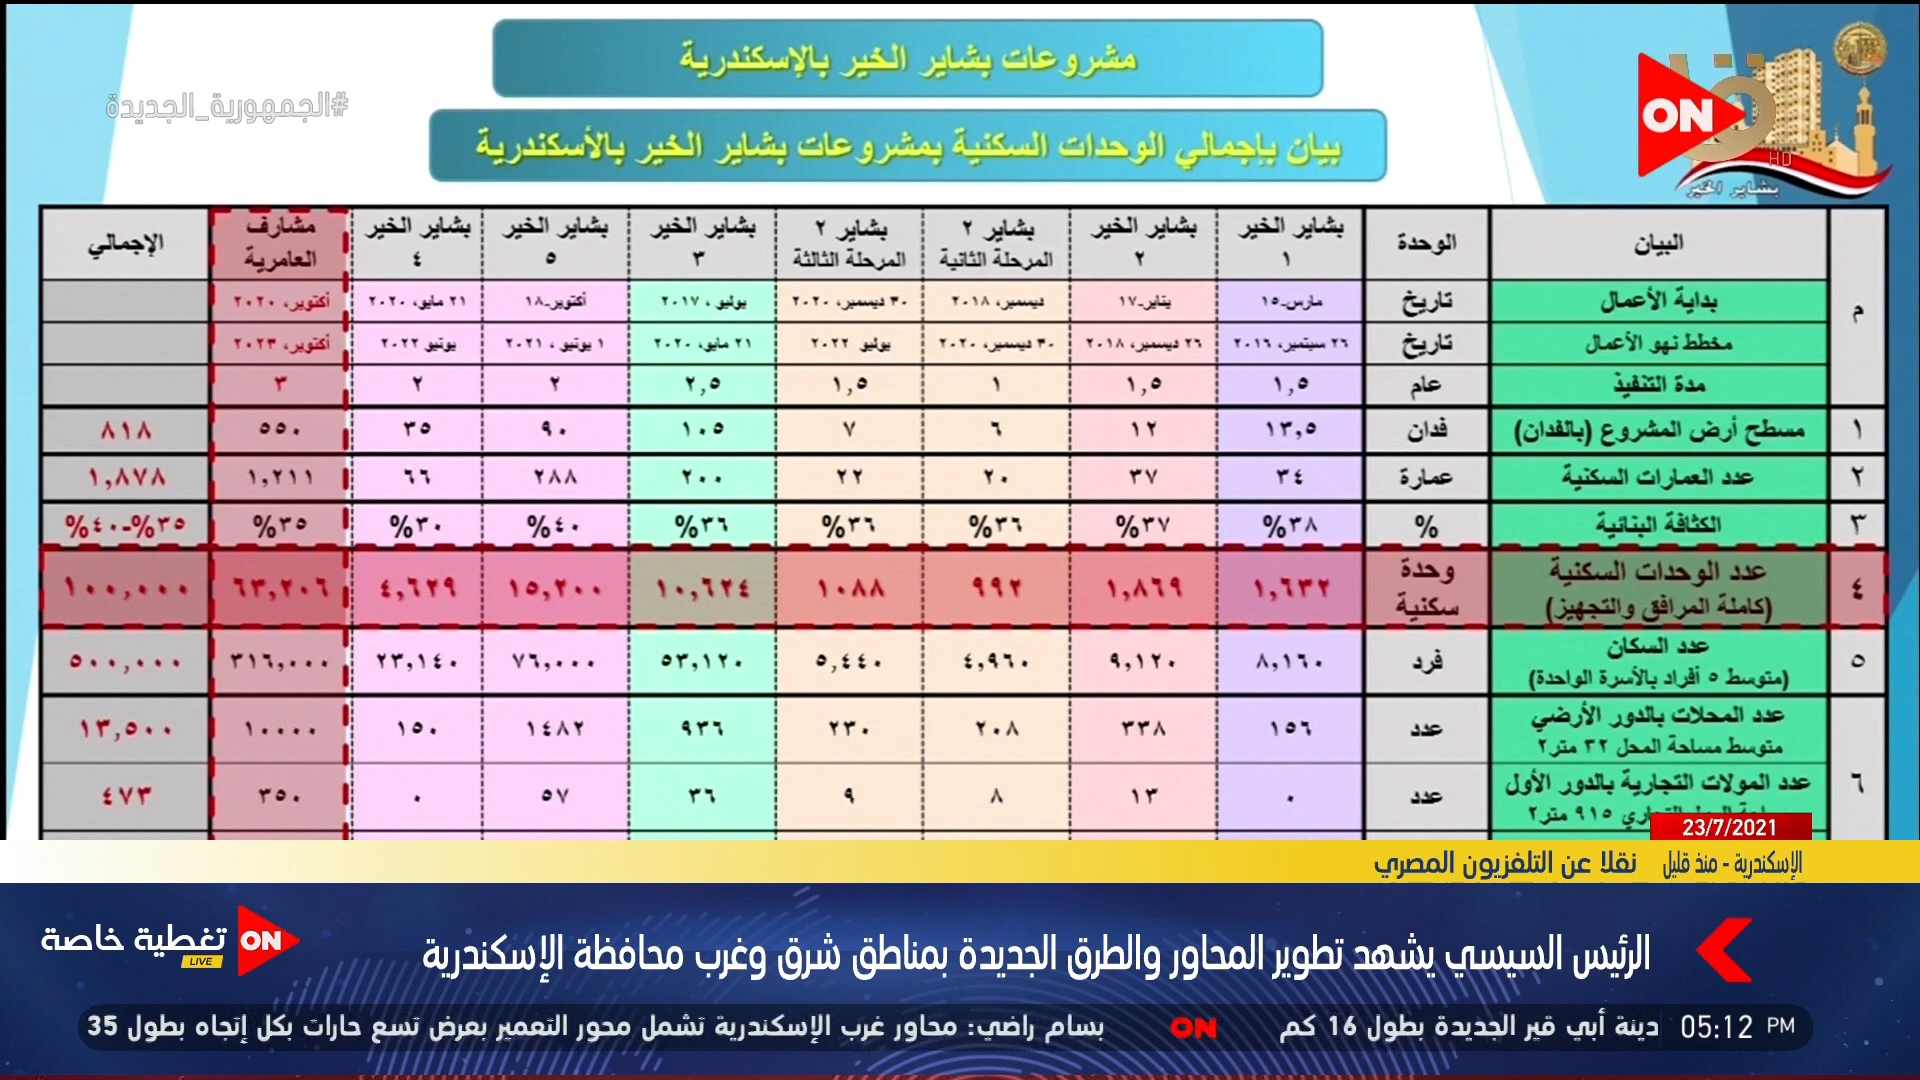 مشروعات بشاير الخير بالإسكندرية
#الجمهورية_الجديدة
ON
HD
بشاير الخير
بيان بإجمالي الوحدات السكنية بمشروعات بشاير الخير بالأسكندرية
م البيان الوحدة بشاير الخير ١ بشاير الخير ٢ بشاير ٢ المرحلة الثانية بشاير ٢ المرحلة الثالثة بشاير الخير ٣ بشاير الخير ٥ بشاير الخير ٤ مشارف العامرية الإجمالي
بداية الأعمال تاريخ مارس-١٥ يناير-١٧ ديسمبر، ٢٠١٨ ٣٠ ديسمبر، ٢٠٢٠ يوليو، ٢٠١٧ أكتوبر-١٨ ٢١ مايو، ٢٠٢٠ أكتوبر، ٢٠٢٠
مخطط نهو الأعمال تاريخ ٢٦ سبتمبر، ٢٠١٦ ٢٦ ديسمبر، ٢٠١٨ ٣٠ ديسمبر، ٢٠٢٠ يوليو ٢٠٢٢ ٢١ مايو، ٢٠٢٠ ١ يونيو، ٢٠٢١ يونيو ٢٠٢٢ أكتوبر، ٢٠٢٣
مدة التنفيذ عام ١,٥ ١,٥ ١ ١,٥ ٢,٥ ٢ ٢ ٣
١ مسطح أرض المشروع (بالفدان) فدان ١٣,٥ ١٢ ٦ ٧ ١٠٥ ٩٠ ٣٥ ٥٥٠ ٨١٨
٢ عدد العمارات السكنية عمارة ٣٤ ٣٧ ٢٠ ٢٢ ٢٠٠ ٢٨٨ ٦٦ ١,٢١١ ١,٨٧٨
٣ الكثافة البنائية % ٣٨% ٣٧% ٣٦% ٣٦% ٣٦% ٤٠% ٣٠% ٣٥% ٣٥%-٤٠%
٤ عدد الوحدات السكنية (كاملة المرافق والتجهيز) وحدة سكنية ١,٦٣٢ ١,٨٦٩ ٩٩٢ ١٠٨٨ ١٠,٦٢٤ ١٥,٢٠٠ ٤,٦٢٩ ٦٣,٢٠٦ ١٠٠,٠٠٠
٥ عدد السكان (متوسط ٥ أفراد بالأسرة الواحدة) فرد ٨,١٦٠ ٩,١٢٠ ٤,٩٦٠ ٥,٤٤٠ ٥٣,١٢٠ ٧٦,٠٠٠ ٢٣,١٤٠ ٣١٦,٠٠٠ ٥٠٠,٠٠٠
٦ عدد المحلات بالدور الأرضي متوسط مساحة المحل ٣٢ متر٢ عدد ١٥٦ ٣٣٨ ٢٠٨ ٢٣٠ ٩٣٦ ١٤٨٢ ١٥٠ ١٠٠٠٠ ١٣,٥٠٠
عدد المولات التجارية بالدور الأول ٩١٥ متر٢ عدد ٠ ١٣ ٨ ٩ ٣٦ ٥٧ ٠ ٣٥٠ ٤٧٣
23/7/2021
الإسكندرية - منذ قليل نقلا عن التلفزيون المصري
الرئيس السيسي يشهد تطوير المحاور والطرق الجديدة بمناطق شرق وغرب محافظة الإسكندرية
ON تغطية خاصة
LIVE
05:12 PM دينة أبي قير الجديدة بطول 16 كم ON بسام راضي: محاور غرب الإسكندرية تشمل محور التعمير بعرض تسع حارات بكل إتجاه بطول 35